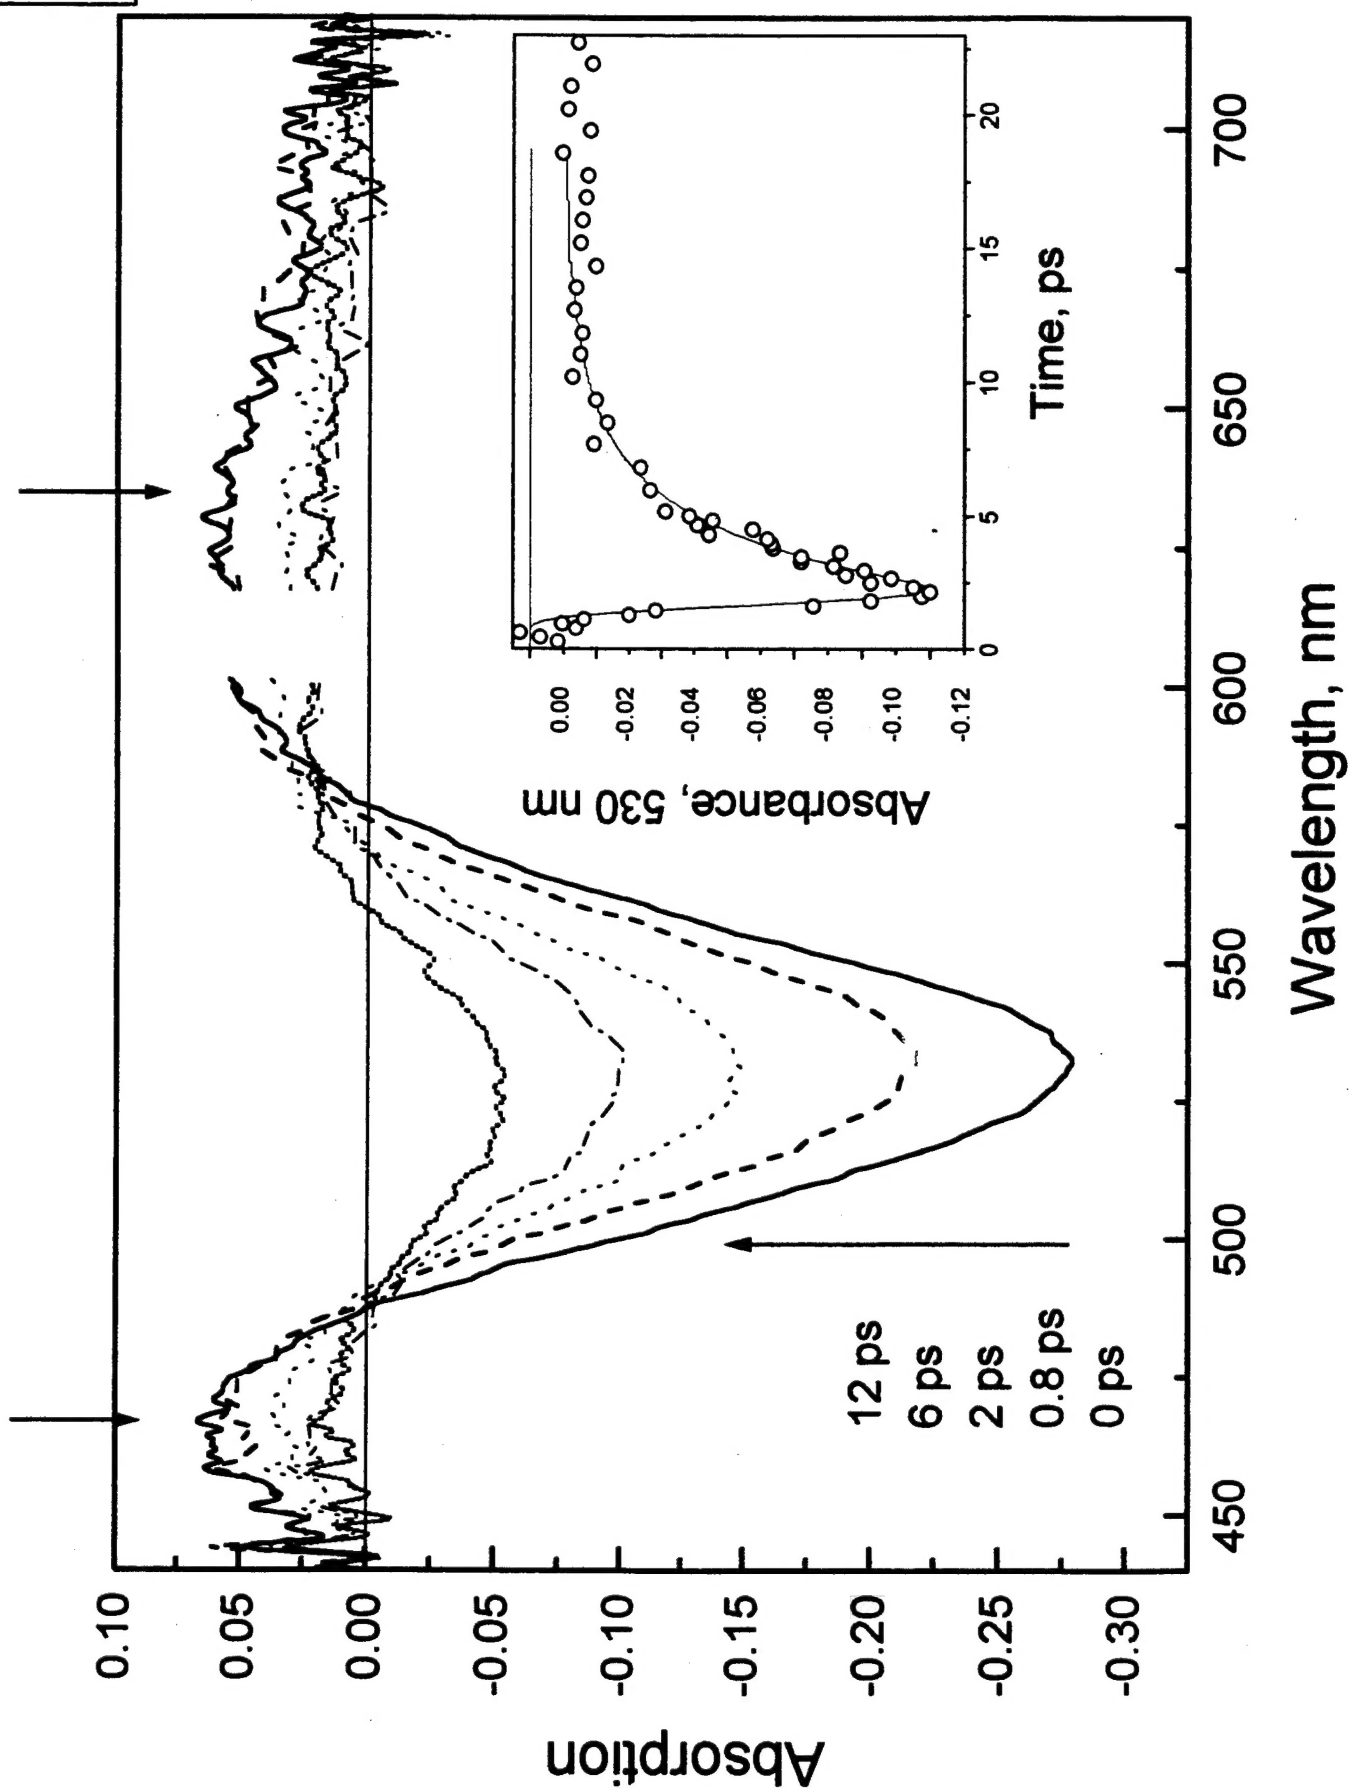 Absorption
0.10
0.05
0.00
-0.05
-0.10
-0.15
-0.20
-0.25
-0.30
12 ps
6 ps
2 ps
0.8 ps
0 ps
Absorbance, 530 nm
0.00
-0.02
-0.04
-0.06
-0.08
-0.10
-0.12
0 5 10 15 20
Time, ps
450 500 550 600 650 700
Wavelength, nm